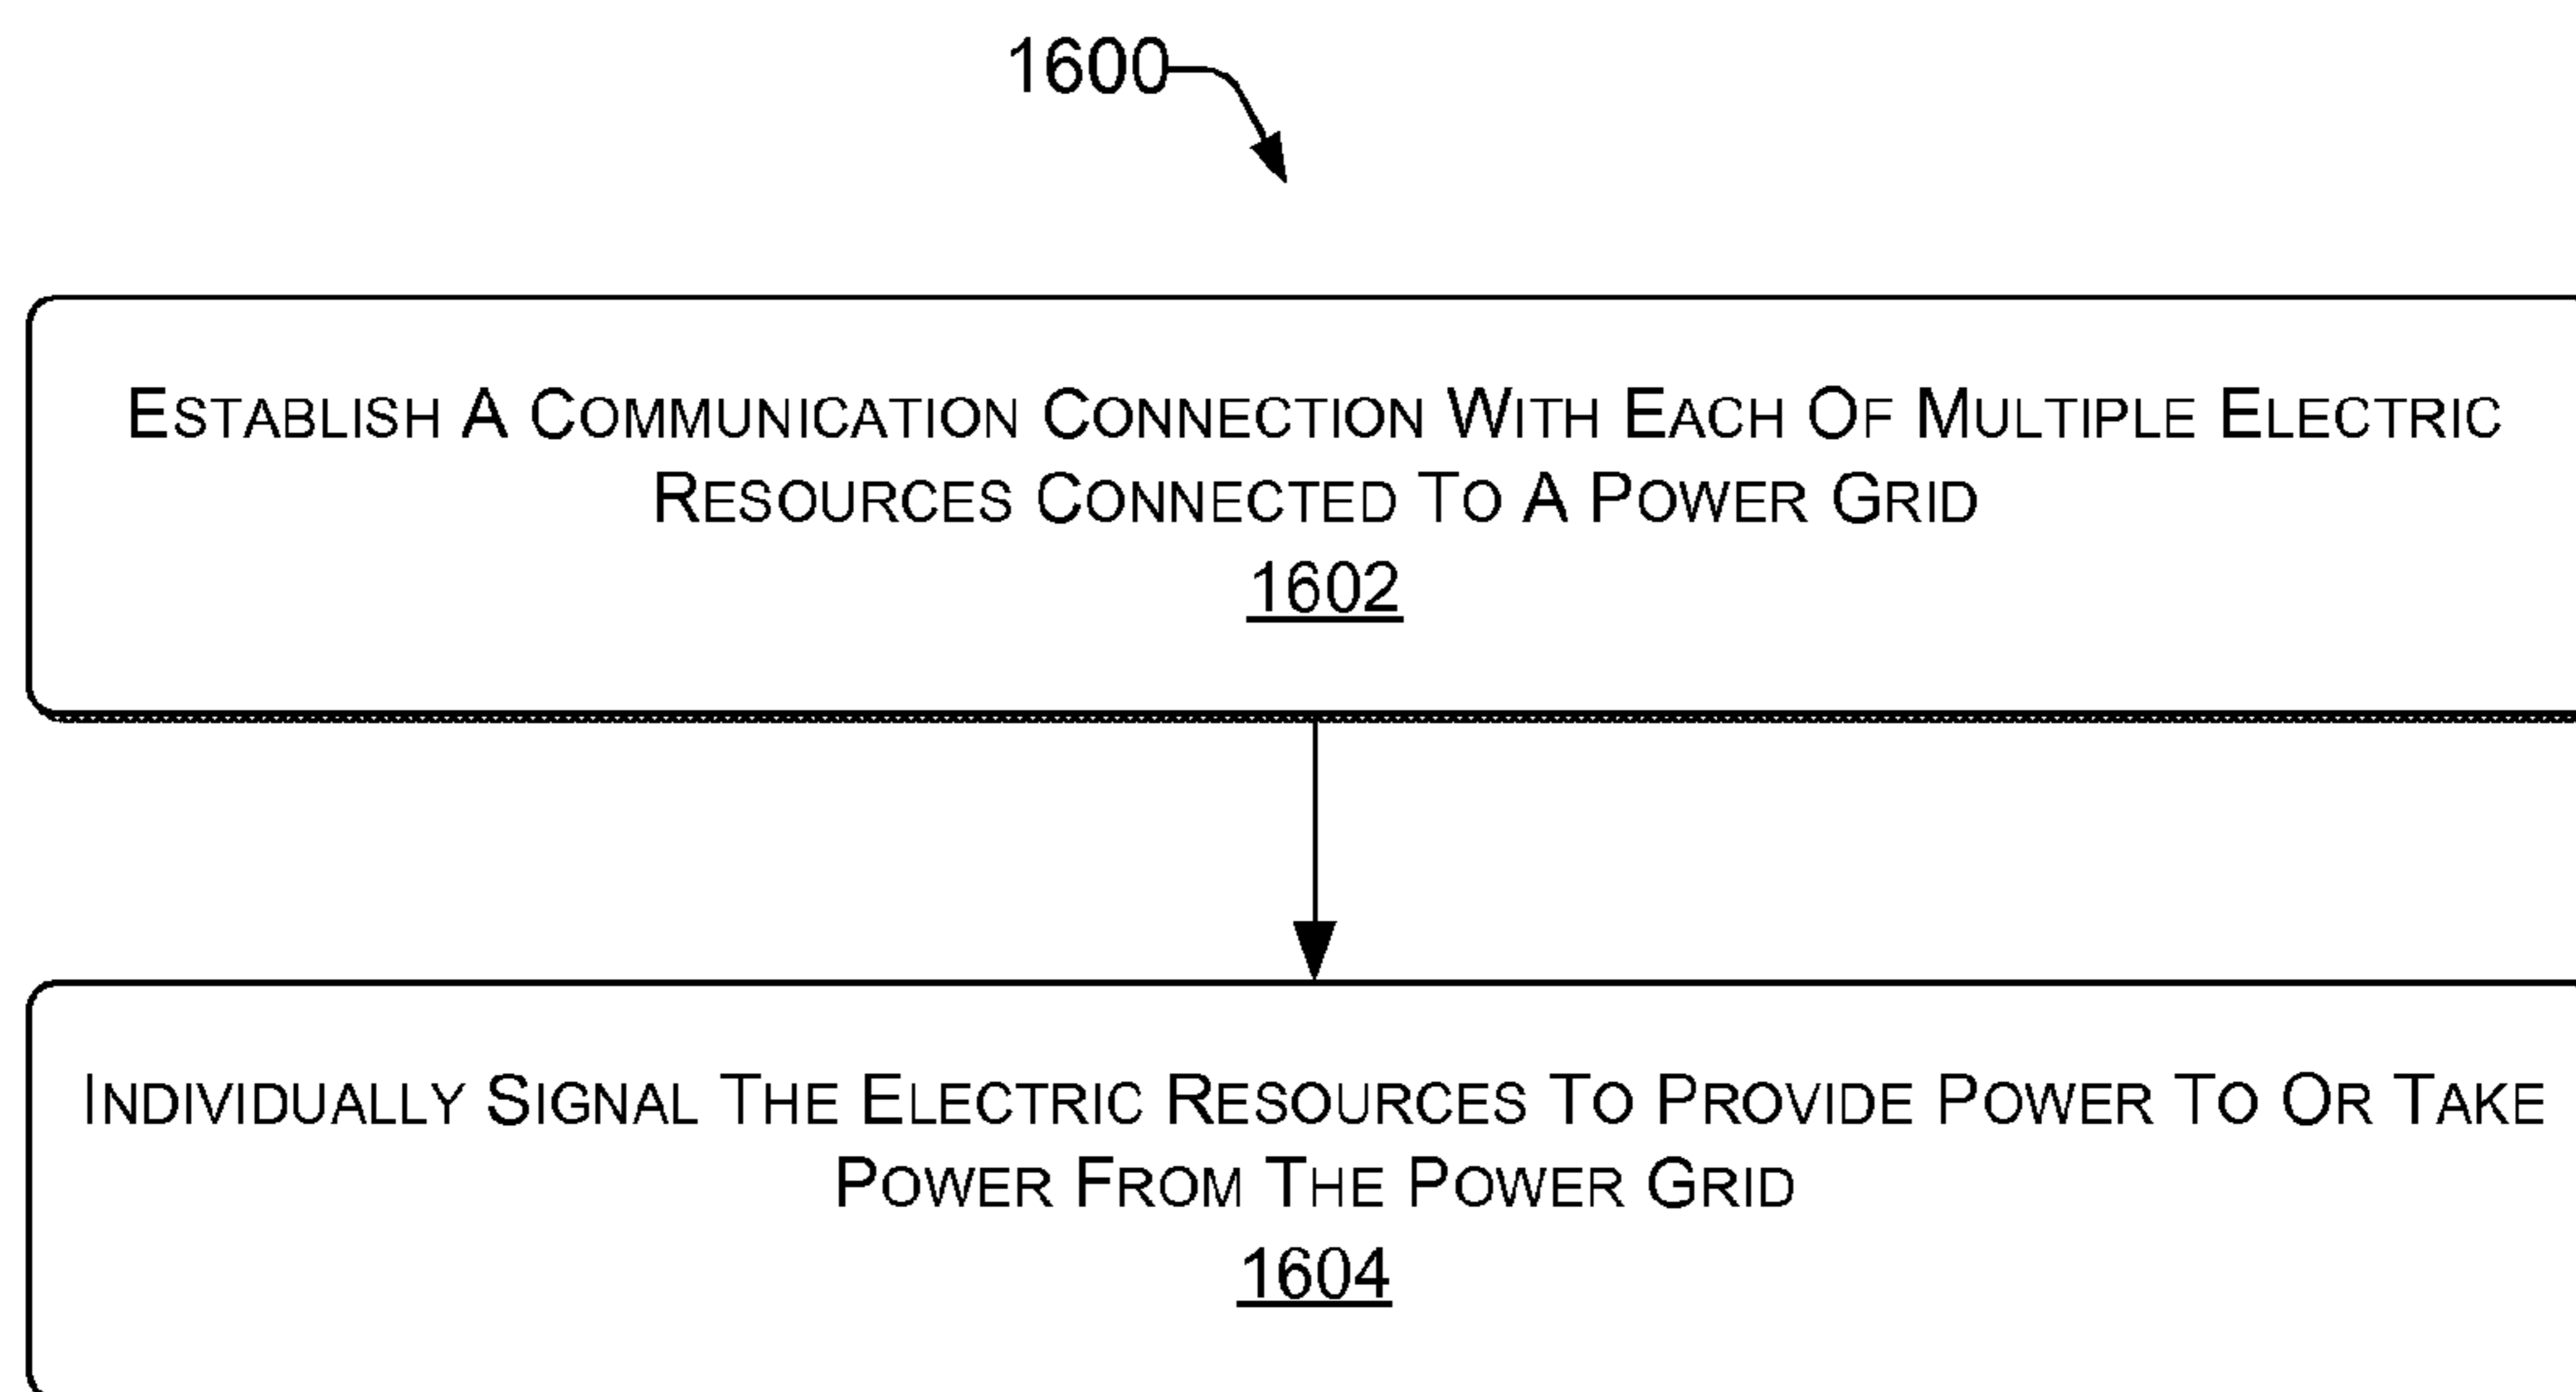 1600
ESTABLISH A COMMUNICATION CONNECTION WITH EACH OF MULTIPLE ELECTRIC
RESOURCES CONNECTED TO A POWER GRID
1602
INDIVIDUALLY SIGNAL THE ELECTRIC RESOURCES TO PROVIDE POWER TO OR TAKE
POWER FROM THE POWER GRID
1604